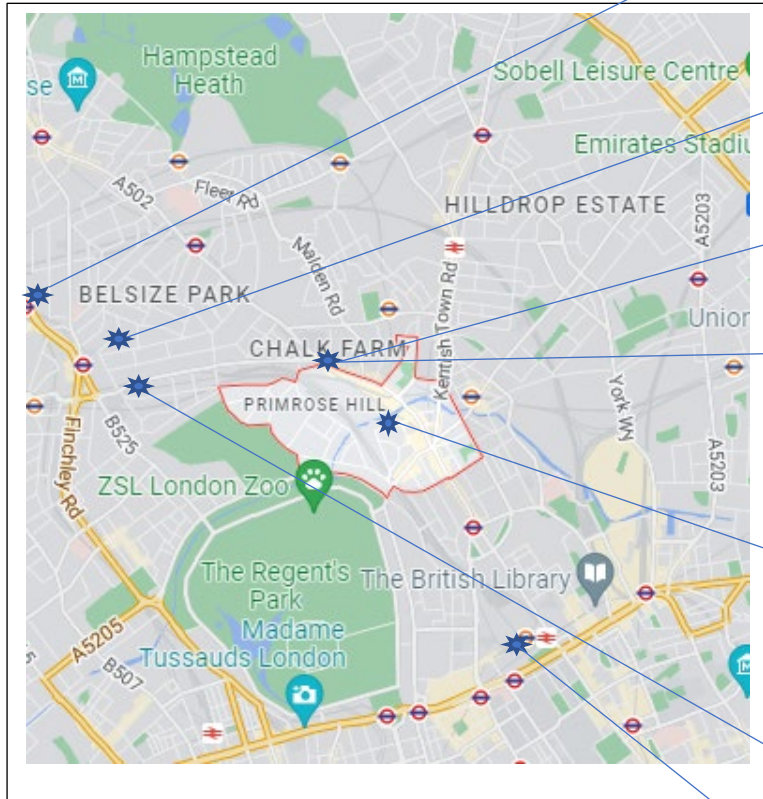 Hampstead
Heath
se
Sobell Leisure Centre
Emirates Stadiu
A502
Fleet Rd
HILLDROP ESTATE
A5203
Malden Rd
BELSIZE PARK
Kentish Town Rd
Union
CHALK FARM
PRIMROSE HILL
York Wy
B525
Finchley Rd
A5203
ZSL London Zoo
The Regent's
Park
The British Library
Madame
Tussauds London
A5205
B507